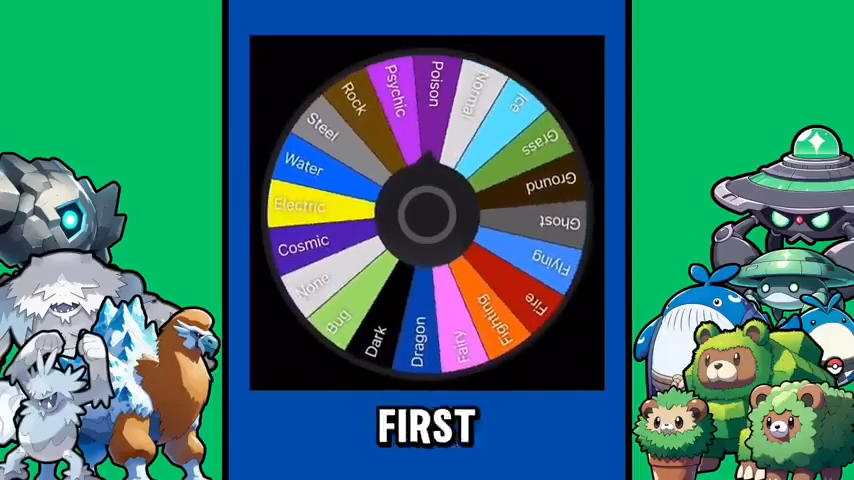 Poison
Normal
Ice
Grass
Ground
Ghost
Flying
Fire
Fighting
Fairy
Dragon
Dark
Bug
None
Cosmic
Electric
Water
Steel
Rock
Psychic
FIRST